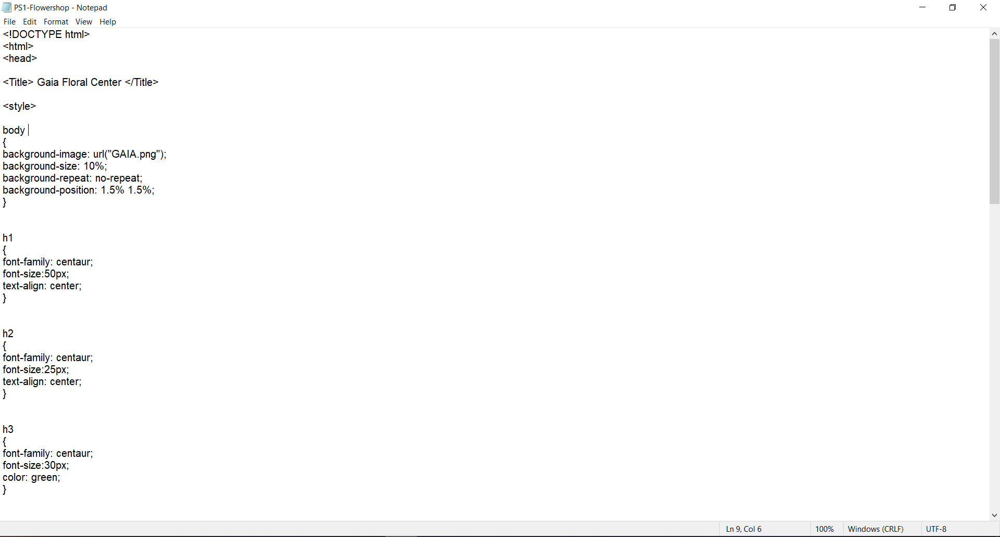 PS1-Flowershop - Notepad
File Edit Format View Help
<!DOCTYPE html>
<html>
<head>
<Title> Gaia Floral Center </Title>
<style>
body
{
background-image: url("GAIA.png");
background-size: 10%;
background-repeat: no-repeat;
background-position: 1.5% 1.5%;
}
h1
{
font-family: centaur;
font-size:50px;
text-align: center;
}
h2
{
font-family: centaur;
font-size:25px;
text-align: center;
}
h3
{
font-family: centaur;
font-size:30px;
color: green;
}
Ln 9, Col 6 100% Windows (CRLF) UTF-8